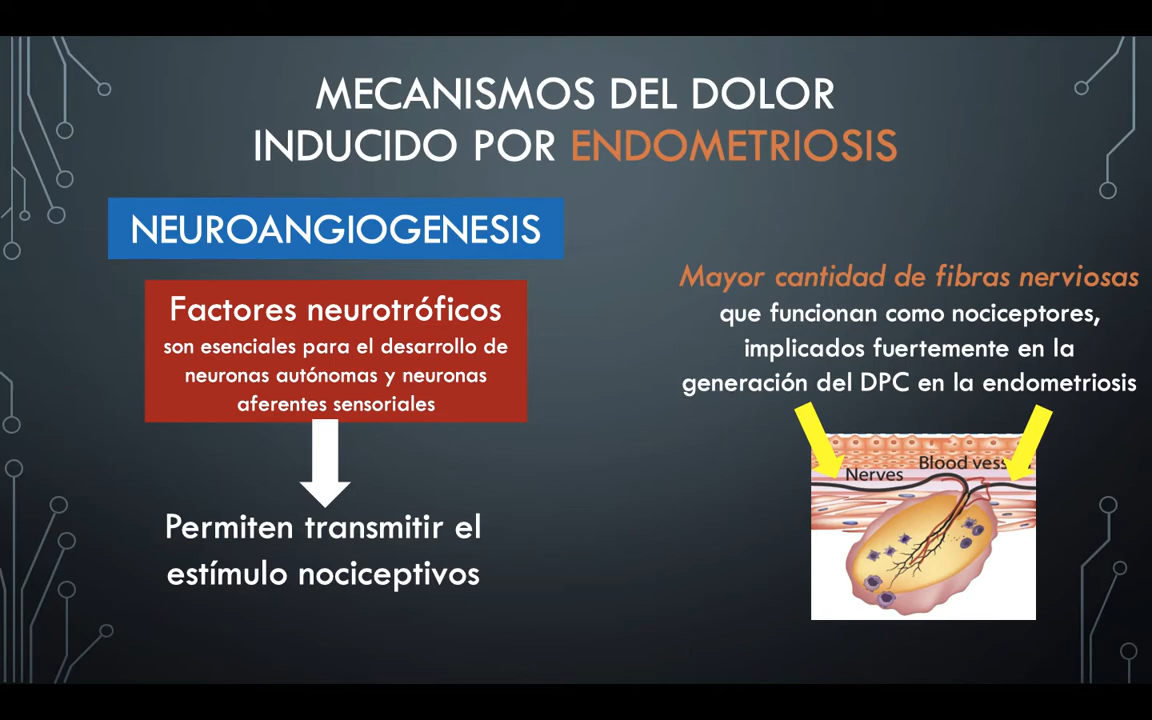 MECANISMOS DEL DOLOR
INDUCIDO POR ENDOMETRIOSIS
NEUROANGIOGENESIS
Factores neurotróficos
son esenciales para el desarrollo de
neuronas autónomas y neuronas
aferentes sensoriales
Permiten transmitir el
estímulo nociceptivos
Mayor cantidad de fibras nerviosas
que funcionan como nociceptores,
implicados fuertemente en la
generación del DPC en la endometriosis
Nerves
Blood vess